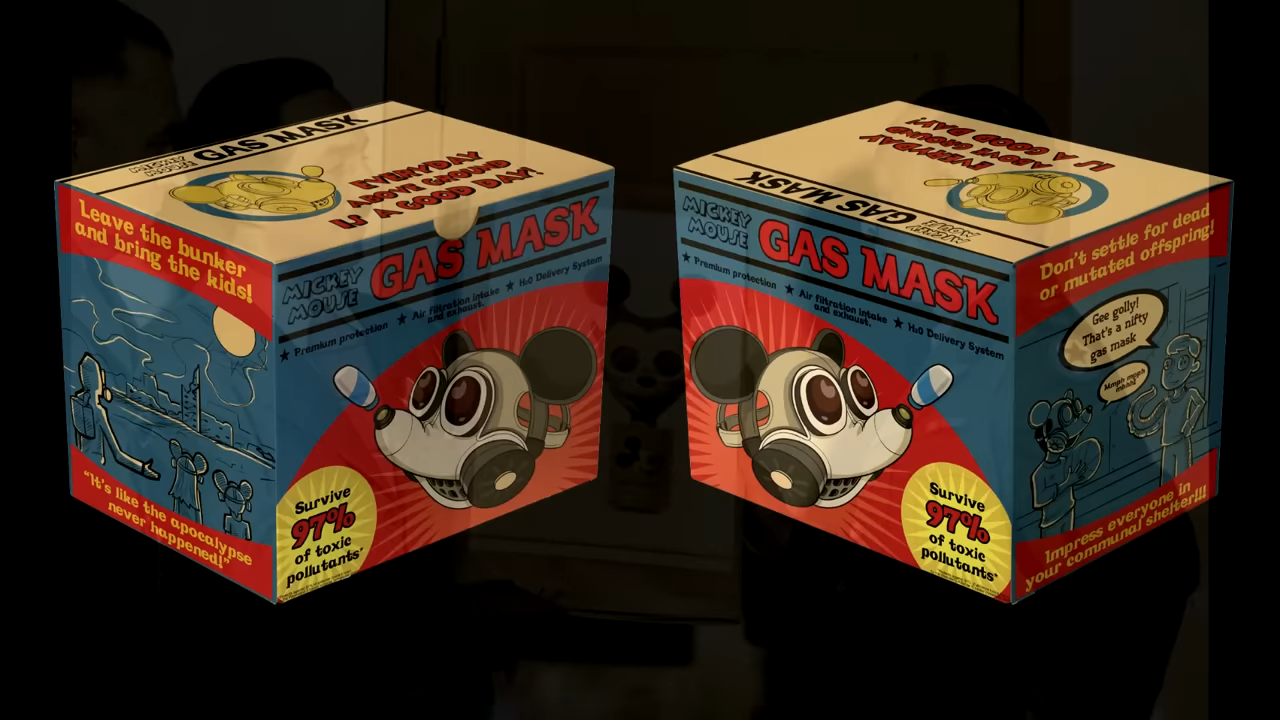 MICKEY
MOUSE
GAS MASK
EVERYDAY
ABOVE GROUND
IS A GOOD DAY!
Leave the bunker
and bring the kids!
"It's like the apocalypse
never happened!"
MICKEY
MOUSE
GAS MASK
★ Premium protection ★ Air filtration intake
and exhaust. ★ H2O Delivery System
Survive
97%
of toxic
pollutants*
EVERYDAY
ABOVE GROUND
IS A GOOD DAY!
MICKEY
MOUSE
GAS MASK
MICKEY
MOUSE
GAS MASK
★ Premium protection ★ Air filtration intake
and exhaust. ★ H2O Delivery System
Survive
97%
of toxic
pollutants*
Don't settle for dead
or mutated offspring!
Gee golly!
That's a nifty
gas mask
Impress everyone in
your communal shelter!!!